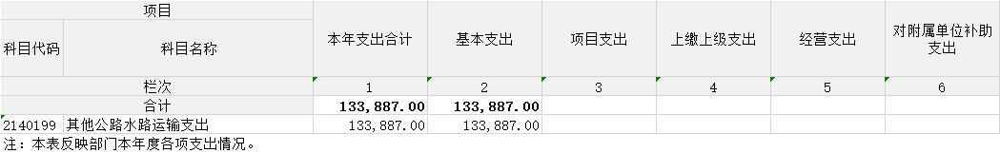 项目
科目代码 科目名称 本年支出合计 基本支出 项目支出 上缴上级支出 经营支出 对附属单位补助
支出
栏次 1 2 3 4 5 6
合计 133,887.00 133,887.00
2140199 其他公路水路运输支出 133,887.00 133,887.00
注：本表反映部门本年度各项支出情况。